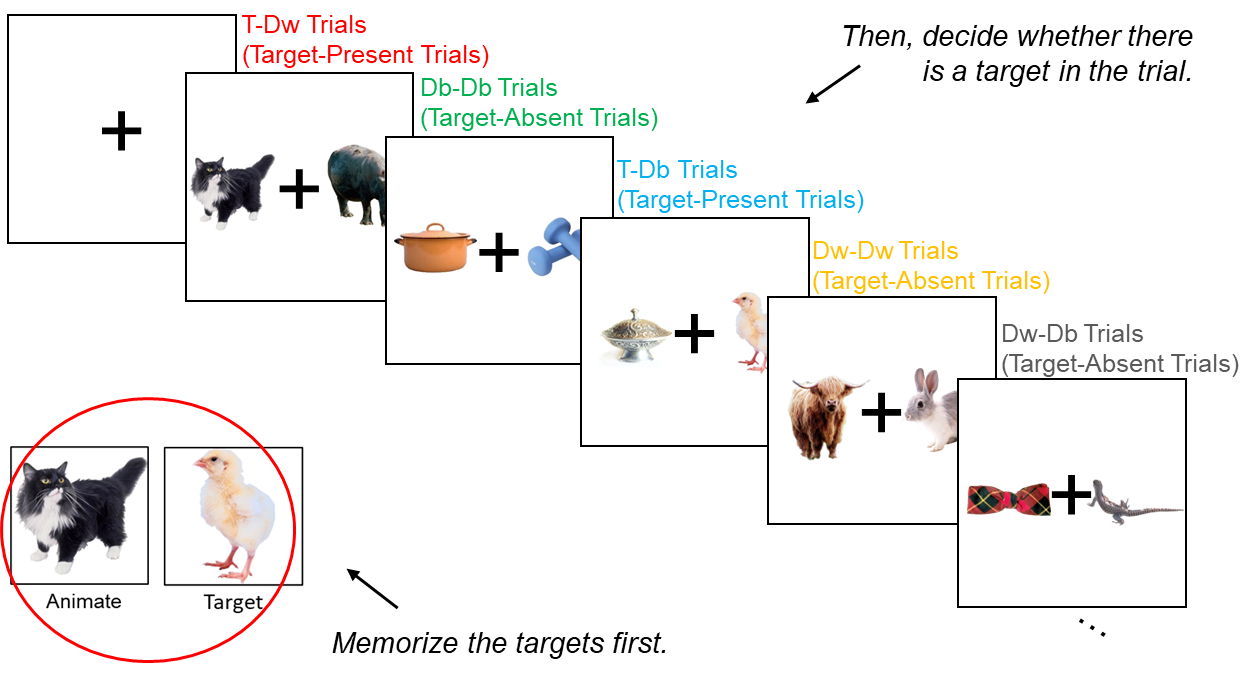 T-Dw Trials
(Target-Present Trials)
Then, decide whether there
is a target in the trial.
Db-Db Trials
(Target-Absent Trials)
T-Db Trials
(Target-Present Trials)
Dw-Dw Trials
(Target-Absent Trials)
Dw-Db Trials
(Target-Absent Trials)
Animate
Target
Memorize the targets first.
...